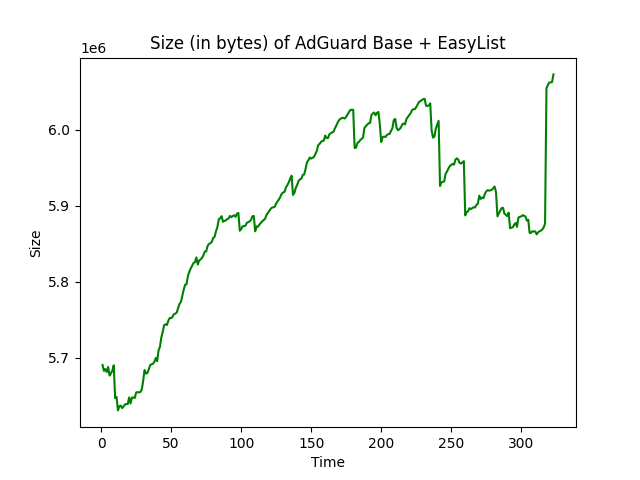 Size (in bytes) of AdGuard Base + EasyList
1e6
6.0
5.9
5.8
5.7
Size
0 50 100 150 200 250 300
Time